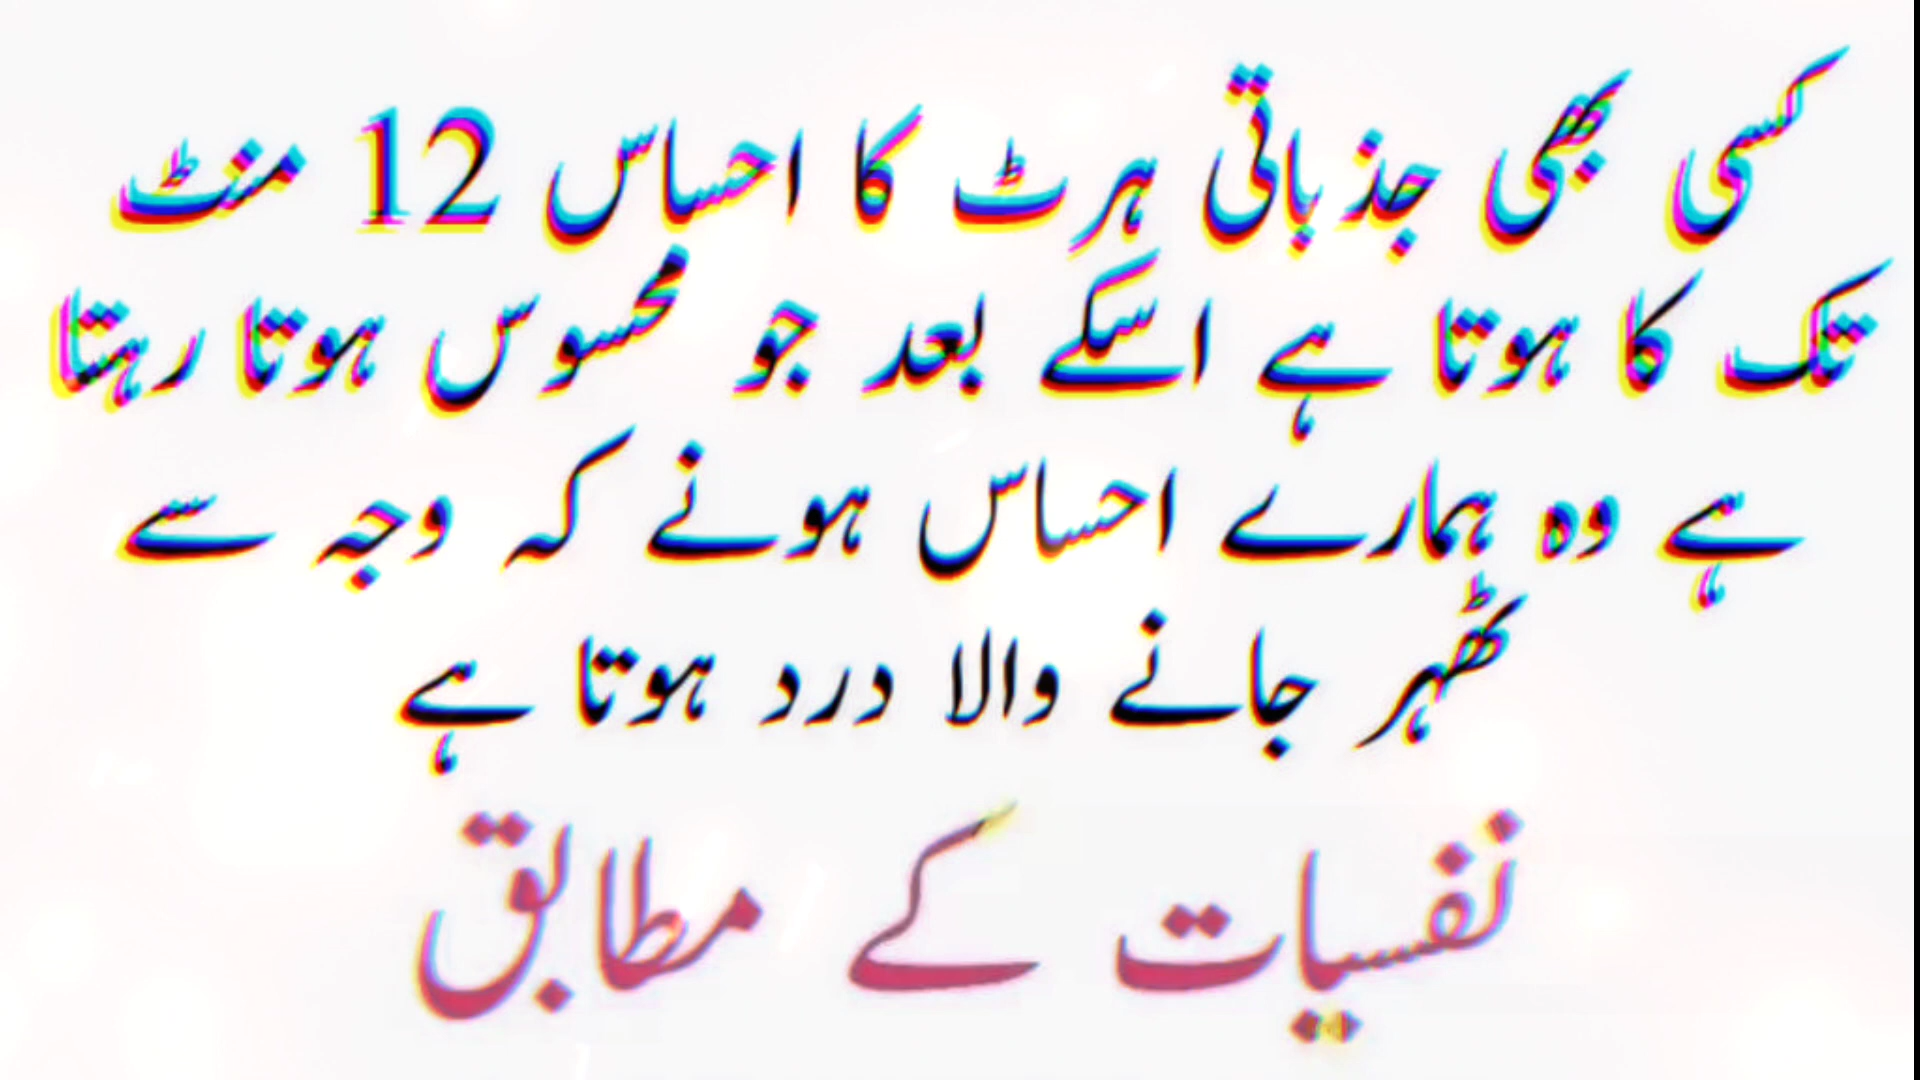 کسی بھی جذباتی ہرٹ کا احساس 12 منٹ
تک کا ہوتا ہے اسکے بعد جو محسوس ہوتا رہتا
ہے وہ ہمارے احساس ہونے کہ وجہ سے
ٹھہر جانے والا درد ہوتا ہے
نفسیات کے مطابق